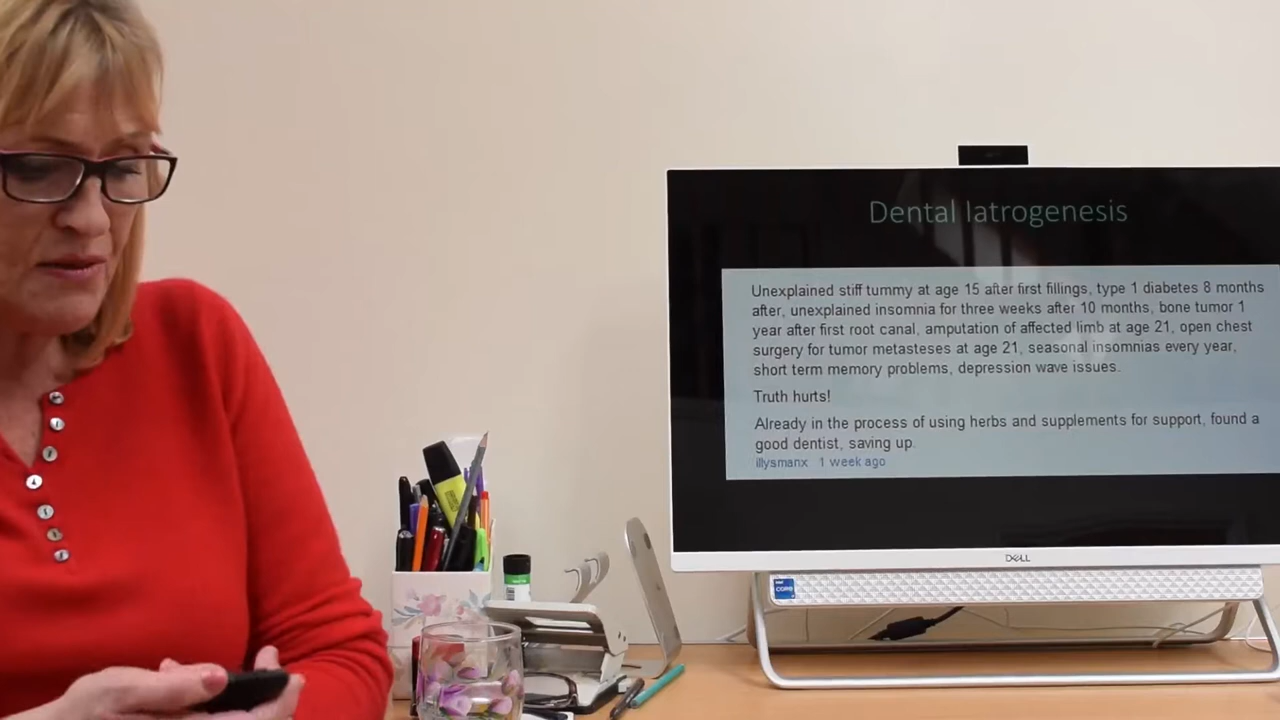 Dental Iatrogenesis
Unexplained stiff tummy at age 15 after first fillings, type 1 diabetes 8 months
after, unexplained insomnia for three weeks after 10 months, bone tumor 1
year after first root canal, amputation of affected limb at age 21, open chest
surgery for tumor metasteses at age 21, seasonal insomnias every year,
short term memory problems, depression wave issues.
Truth hurts!
Already in the process of using herbs and supplements for support, found a
good dentist, saving up.
illysmanx 1 week ago
DELL
CORE